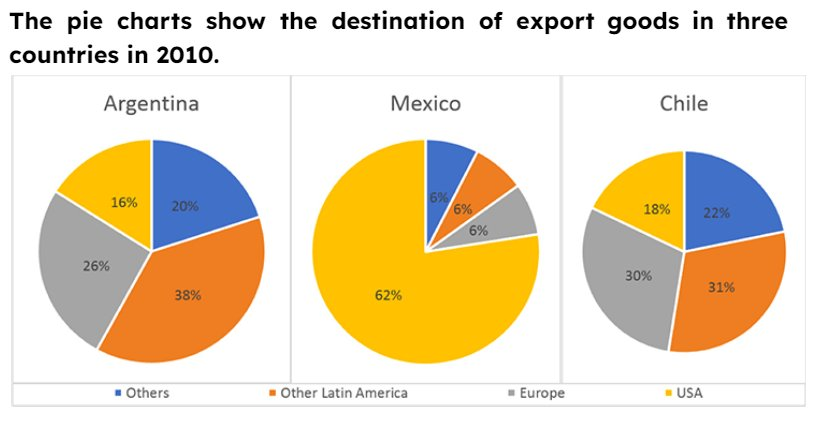 The pie charts show the destination of export goods in three
countries in 2010.
Argentina Mexico Chile
16% 20% 26% 38%
6% 6% 6% 62%
18% 22% 30% 31%
Others Other Latin America Europe USA